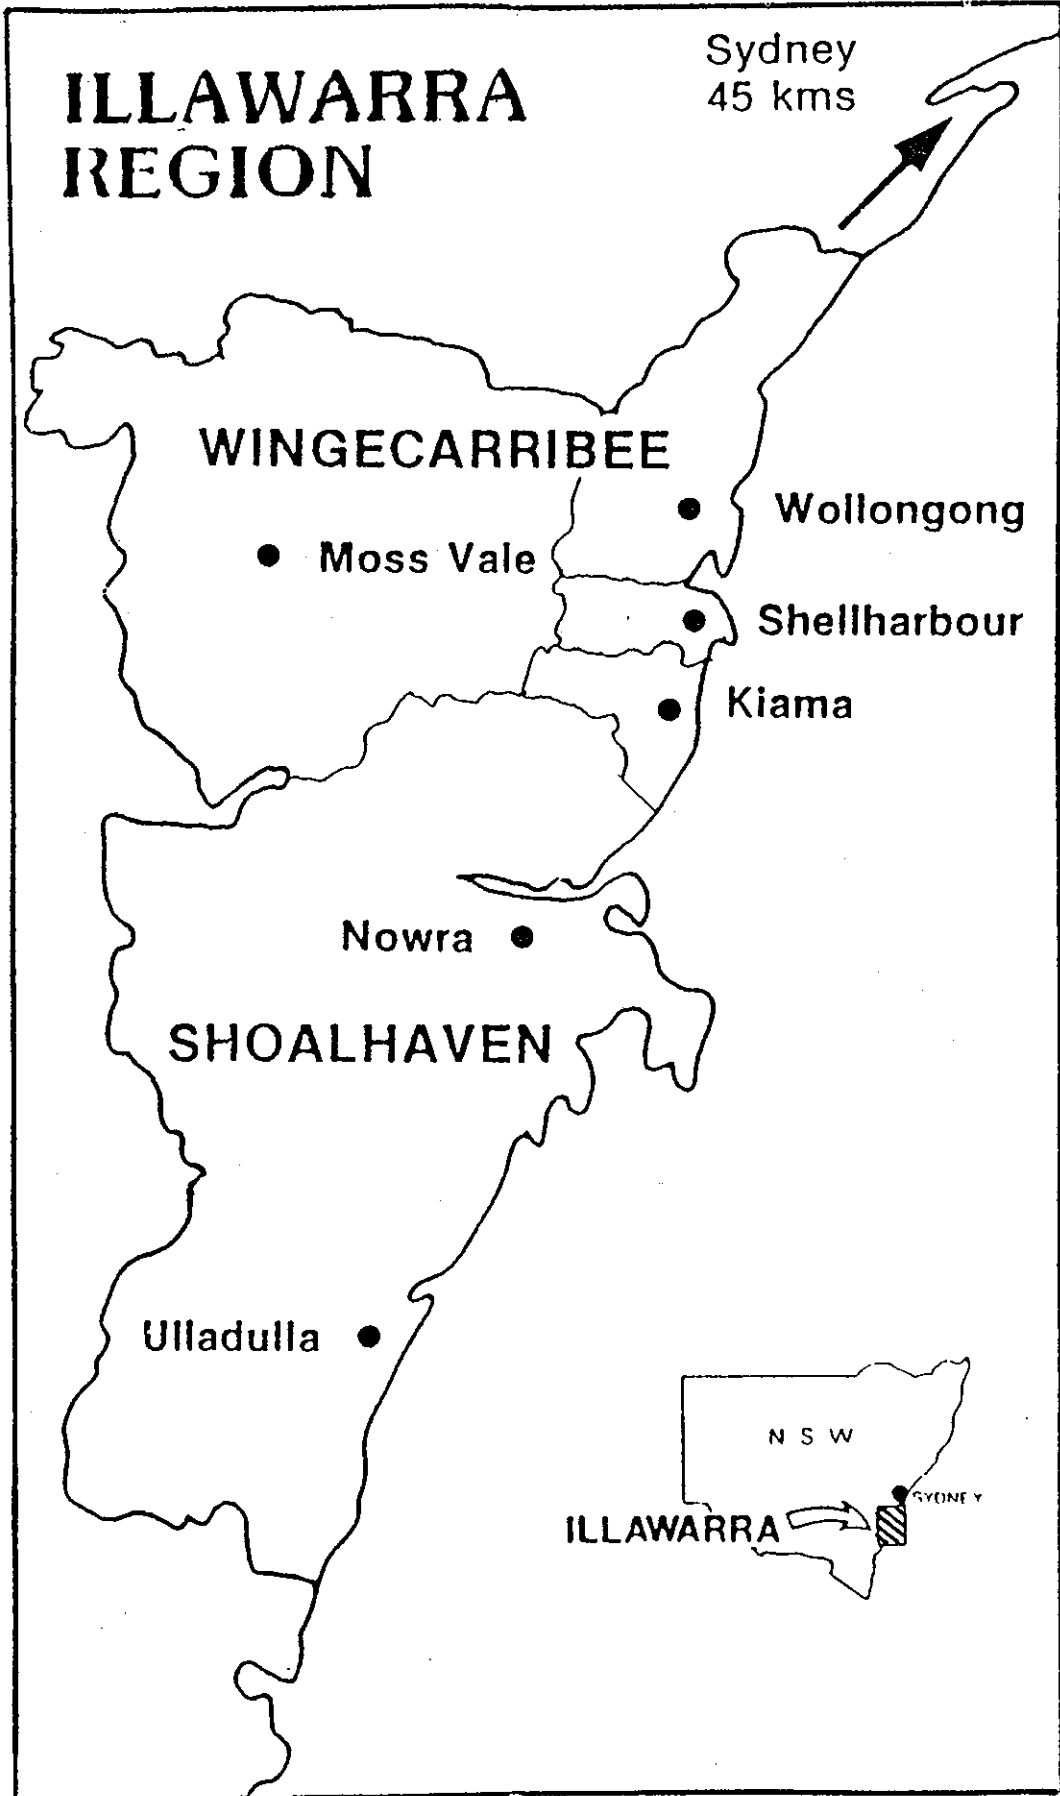 ILLAWARRA
REGION
Sydney
45 kms
WINGECARRIBEE
Wollongong
Moss Vale
Shellharbour
Kiama
Nowra
SHOALHAVEN
Ulladulla
N S W
SYDNEY
ILLAWARRA